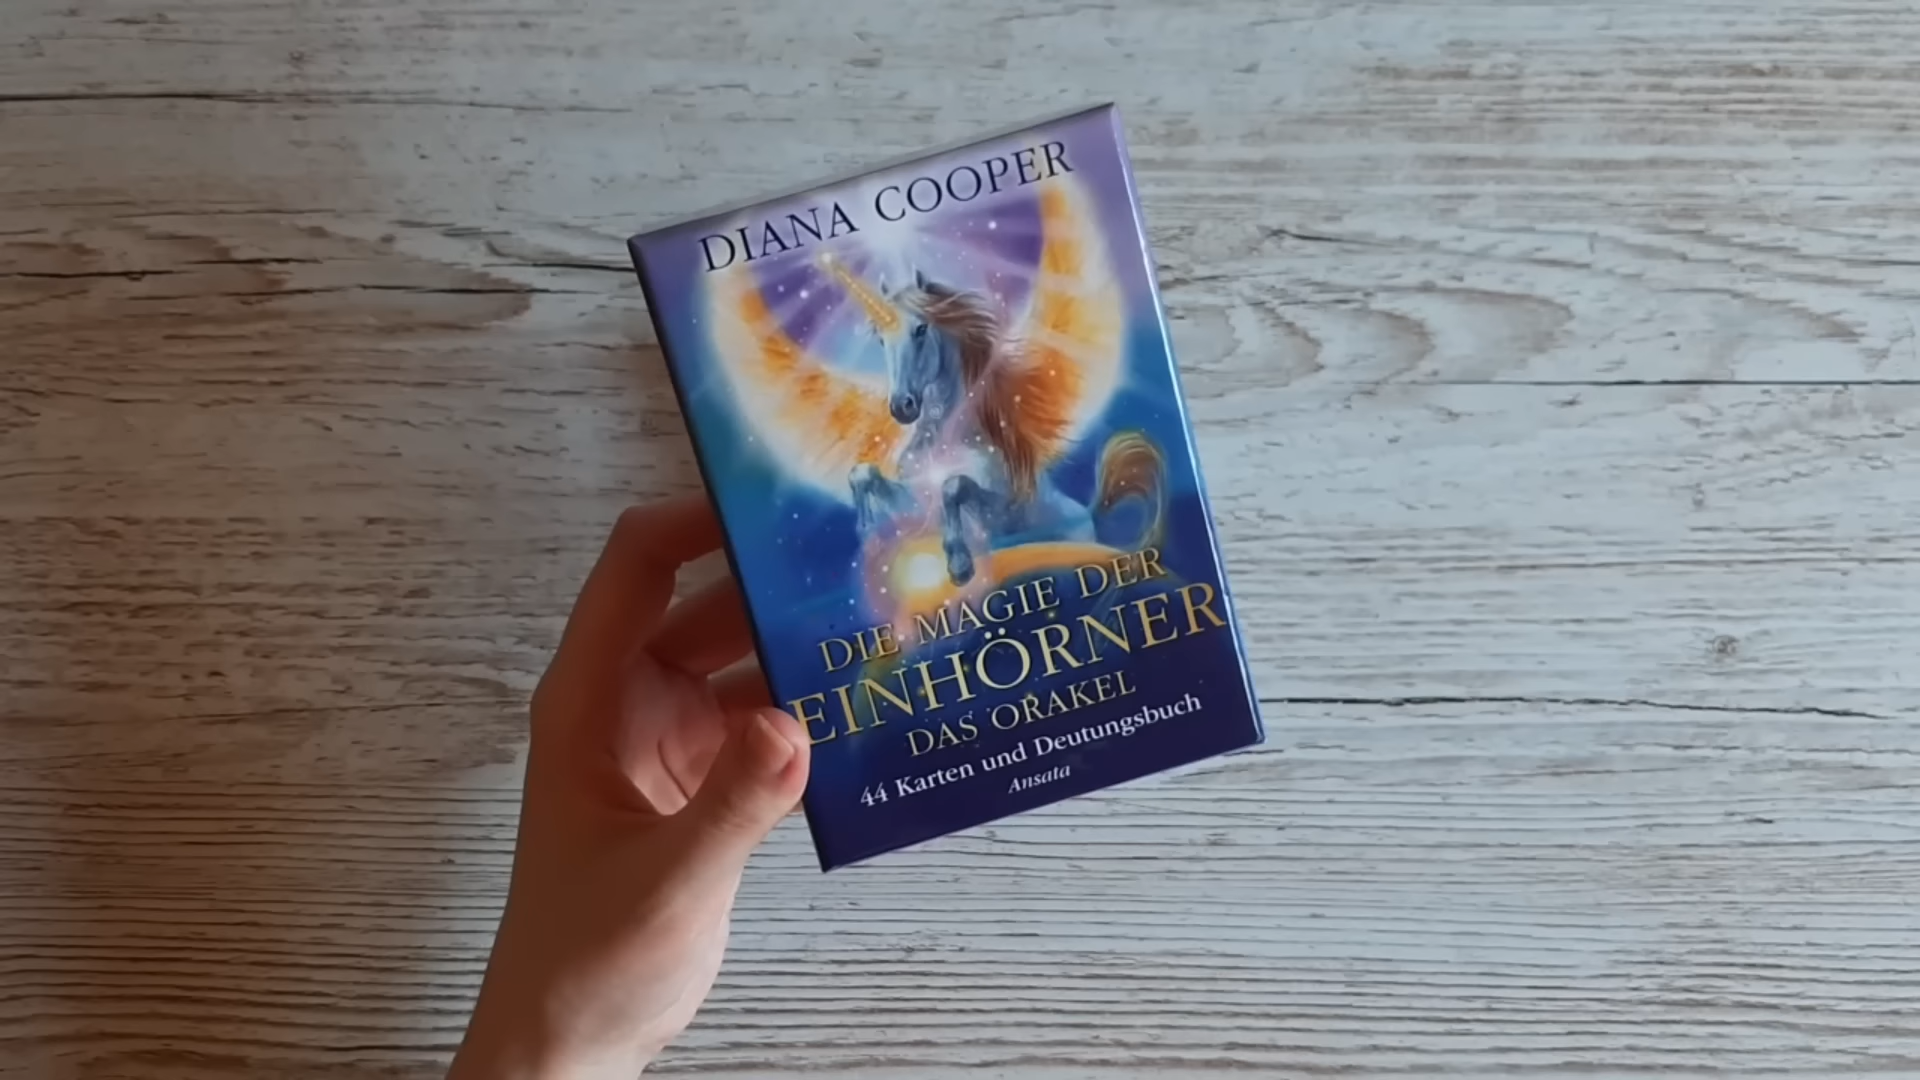 DIANA COOPER
DIE MAGIE DER
EINHÖRNER
DAS ORAKEL
44 Karten und Deutungsbuch
Ansata